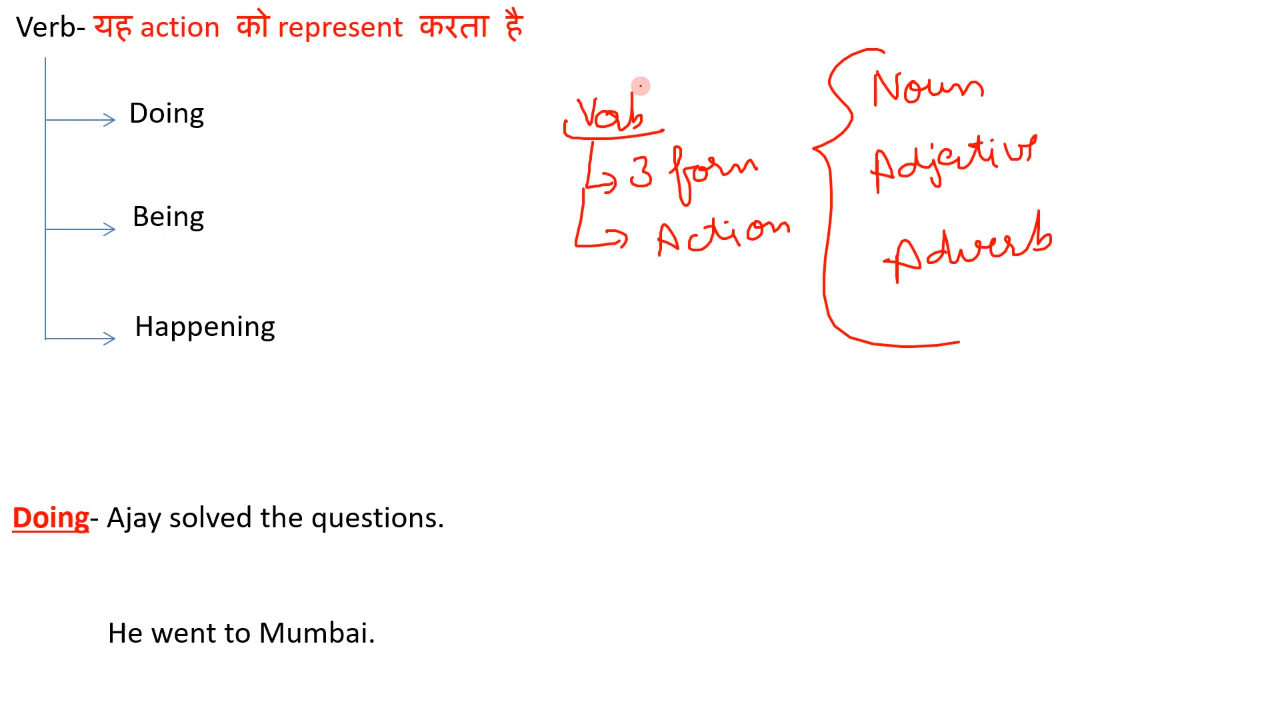 Verb- यह action को represent करता है
Doing
Being
Happening
Verb
3 form
Action
Noun
Adjective
Adverb
Doing- Ajay solved the questions.
He went to Mumbai.